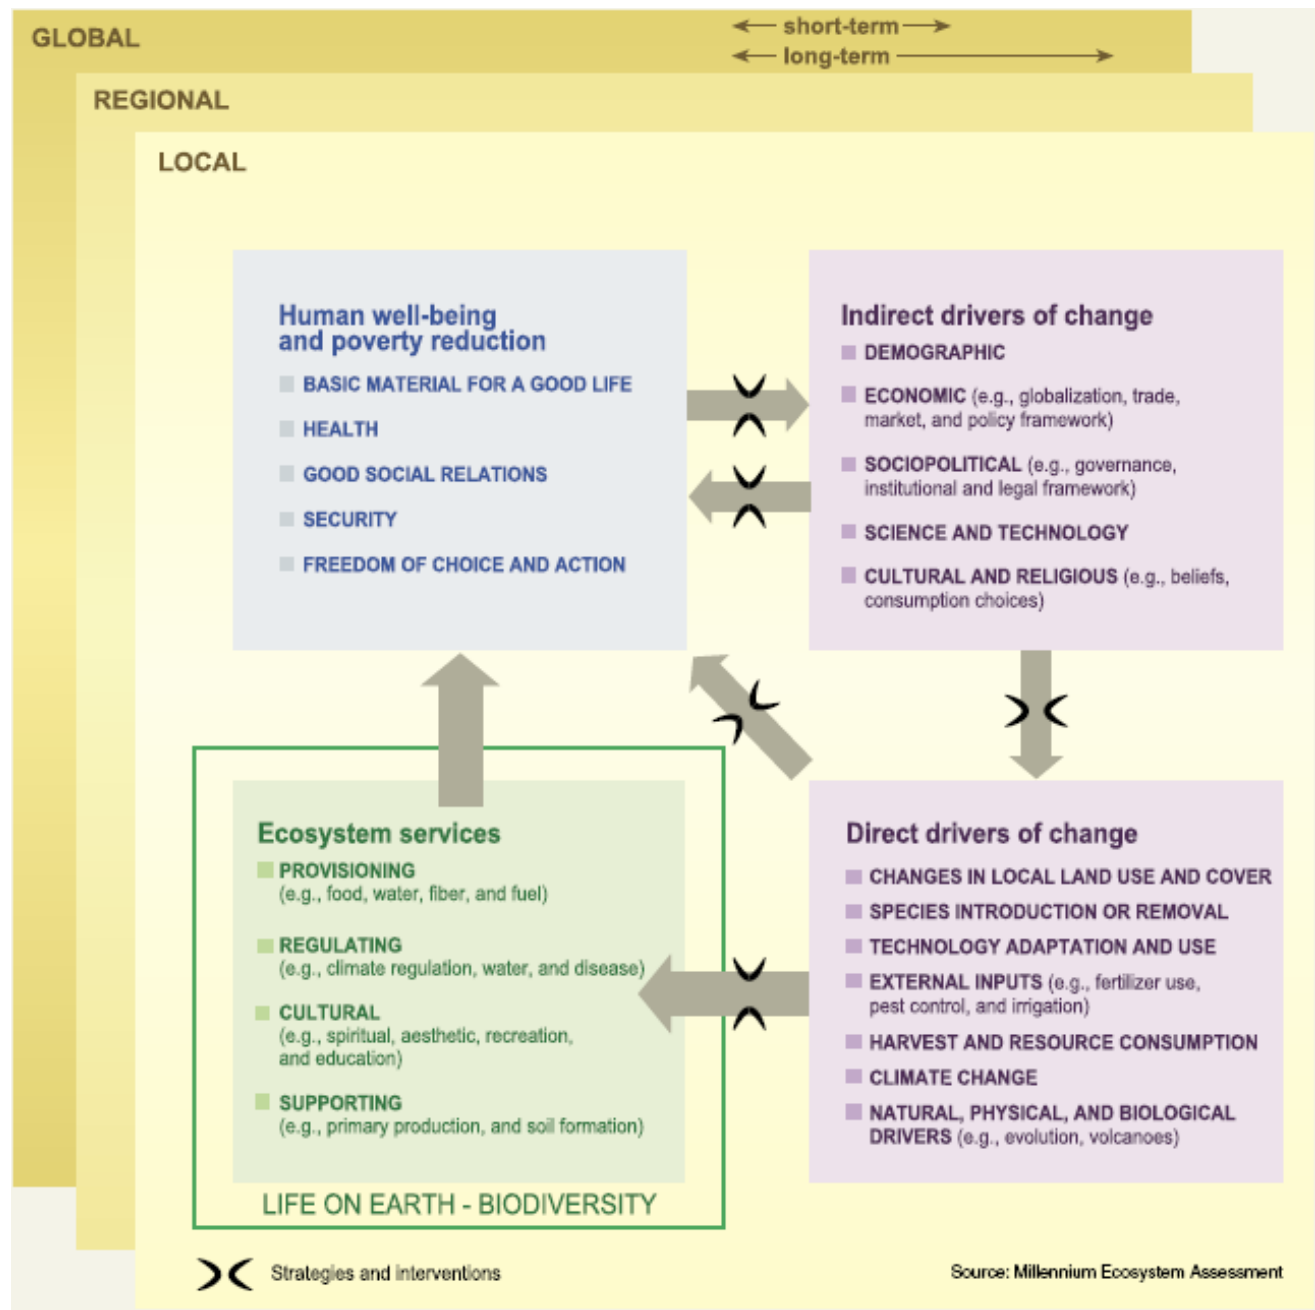 GLOBAL
short-term
long-term
REGIONAL
LOCAL
Human well-being
and poverty reduction
BASIC MATERIAL FOR A GOOD LIFE
HEALTH
GOOD SOCIAL RELATIONS
SECURITY
FREEDOM OF CHOICE AND ACTION
Indirect drivers of change
DEMOGRAPHIC
ECONOMIC (e.g., globalization, trade,
market, and policy framework)
SOCIOPOLITICAL (e.g., governance,
institutional and legal framework)
SCIENCE AND TECHNOLOGY
CULTURAL AND RELIGIOUS (e.g., beliefs,
consumption choices)
Ecosystem services
PROVISIONING
(e.g., food, water, fiber, and fuel)
REGULATING
(e.g., climate regulation, water, and disease)
CULTURAL
(e.g., spiritual, aesthetic, recreation,
and education)
SUPPORTING
(e.g., primary production, and soil formation)
LIFE ON EARTH - BIODIVERSITY
Direct drivers of change
CHANGES IN LOCAL LAND USE AND COVER
SPECIES INTRODUCTION OR REMOVAL
TECHNOLOGY ADAPTATION AND USE
EXTERNAL INPUTS (e.g., fertilizer use,
pest control, and irrigation)
HARVEST AND RESOURCE CONSUMPTION
CLIMATE CHANGE
NATURAL, PHYSICAL, AND BIOLOGICAL
DRIVERS (e.g., evolution, volcanoes)
Strategies and interventions
Source: Millennium Ecosystem Assessment